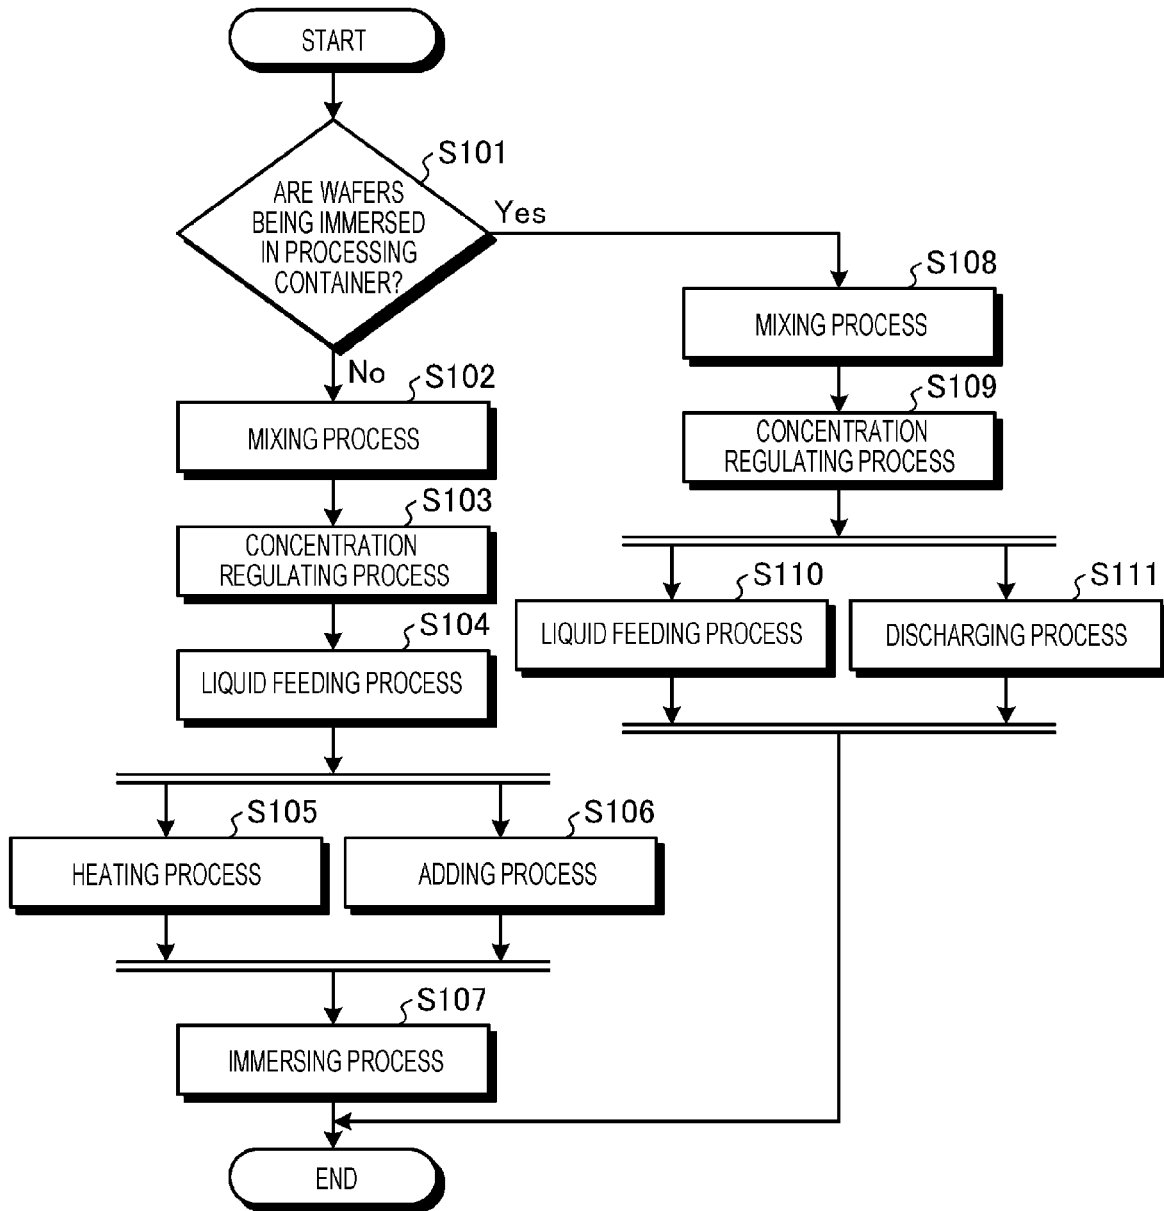 START
S101
ARE WAFERS
BEING IMMERSED
IN PROCESSING
CONTAINER?
Yes
No
S102
MIXING PROCESS
S103
CONCENTRATION
REGULATING PROCESS
S104
LIQUID FEEDING PROCESS
S105
HEATING PROCESS
S106
ADDING PROCESS
S107
IMMERSING PROCESS
S108
MIXING PROCESS
S109
CONCENTRATION
REGULATING PROCESS
S110
LIQUID FEEDING PROCESS
S111
DISCHARGING PROCESS
END